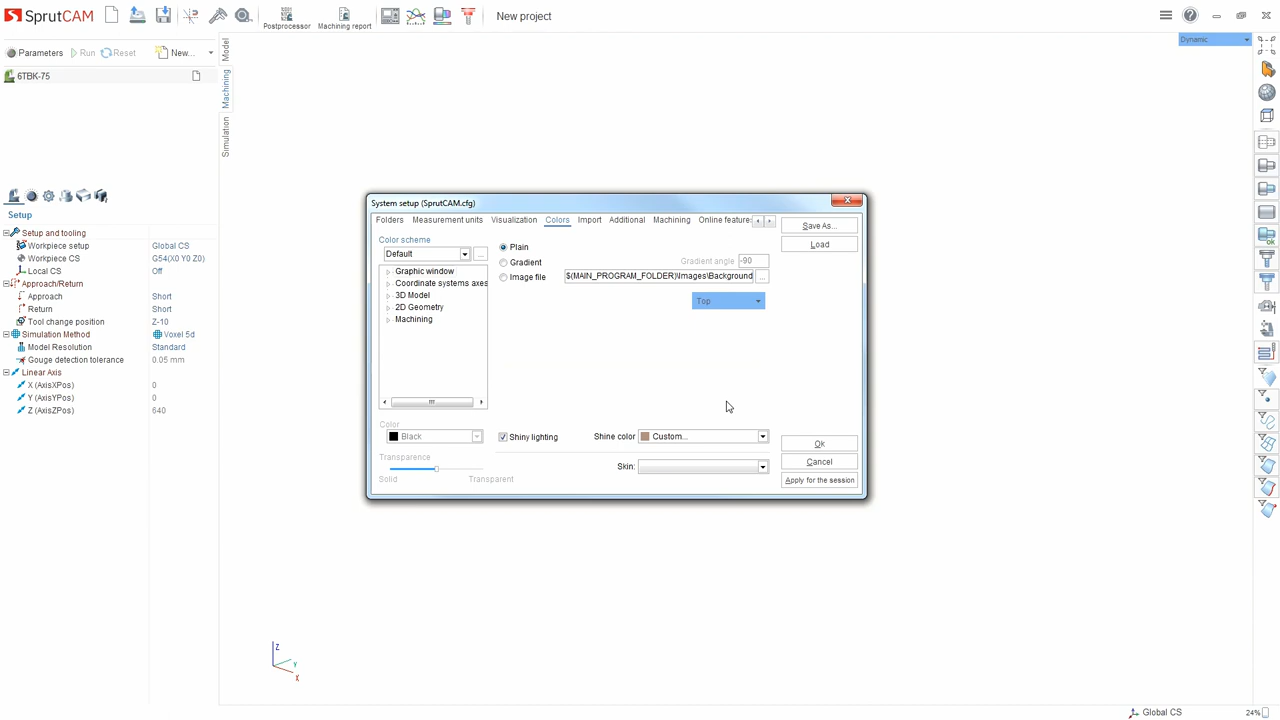 SprutCAM
Postprocessor
Machining report
New project
Parameters
Run
Reset
New...
Dynamic
6TBK-75
Model
Machining
Simulation
Setup
Setup and tooling
Workpiece setup Global CS
Workpiece CS G54(X0 Y0 Z0)
Local CS Off
Approach/Return
Approach Short
Return Short
Tool change position Z-10
Simulation Method Voxel 5d
Model Resolution Standard
Gouge detection tolerance 0.05 mm
Linear Axis
X (AxisXPos) 0
Y (AxisYPos) 0
Z (AxisZPos) 640
System setup (SprutCAM.cfg)
Folders Measurement units Visualization Colors Import Additional Machining Online feature
Save As...
Load
Color scheme
Default
...
Graphic window
Coordinate systems axes
3D Model
2D Geometry
Machining
Plain
Gradient
Gradient angle -90
Image file $(MAIN_PROGRAM_FOLDER)\Images\Background
...
Top
Color
Black
Shiny lighting
Shine color Custom...
Transparence
Solid Transparent
Skin:
Ok
Cancel
Apply for the session
Z
Y
X
Global CS
24%